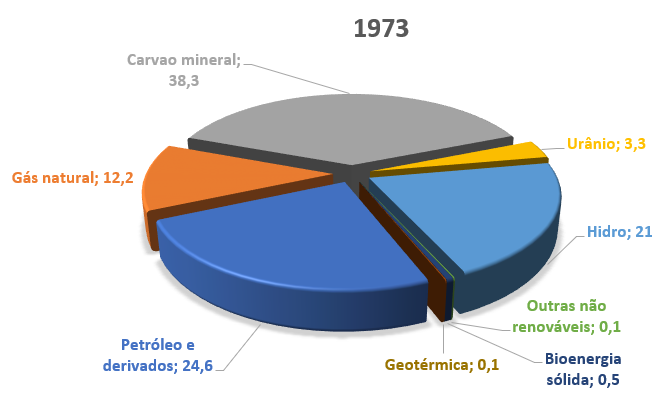 1973
Carvao mineral;
38,3
Urânio; 3,3
Gás natural; 12,2
Hidro; 21
Outras não
renováveis; 0,1
Petróleo e
derivados; 24,6
Geotérmica; 0,1
Bioenergia
sólida; 0,5